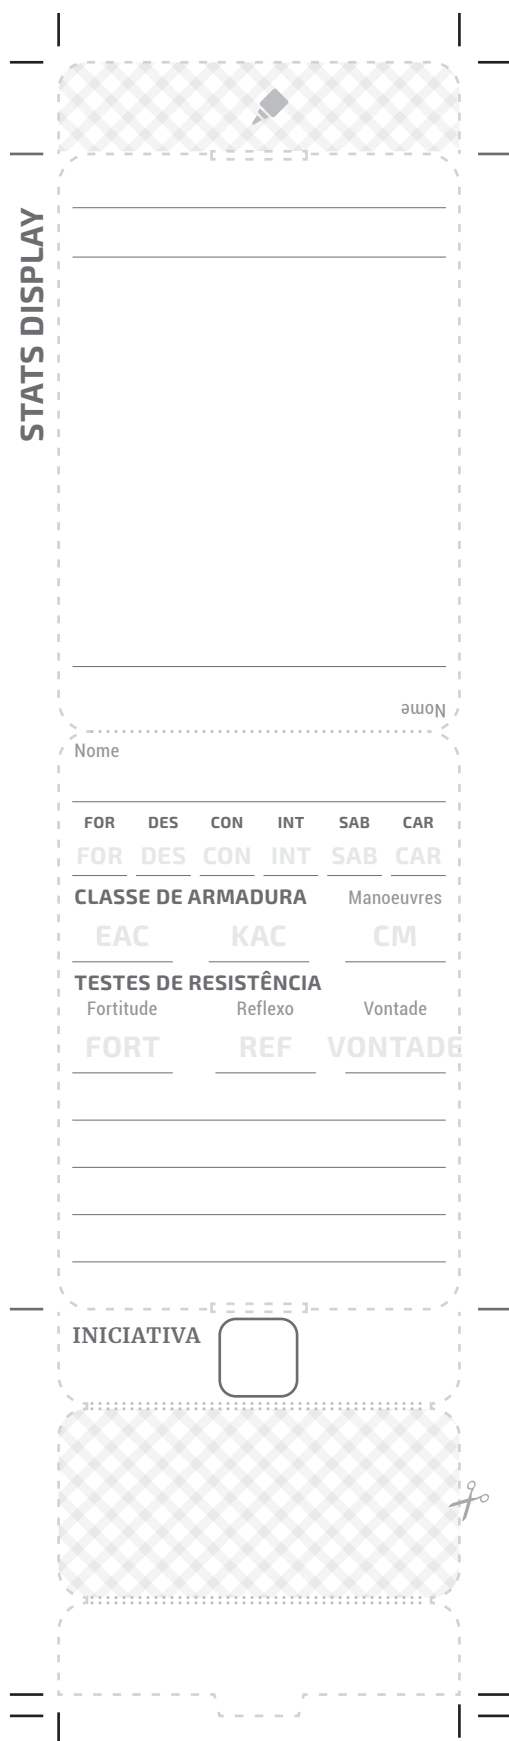 STATS DISPLAY
Nome
Nome
FOR DES CON INT SAB CAR
FOR DES CON INT SAB CAR
CLASSE DE ARMADURA Manoeuvres
EAC KAC CM
TESTES DE RESISTÊNCIA
Fortitude Reflexo Vontade
FORT REF VONTADE
INICIATIVA